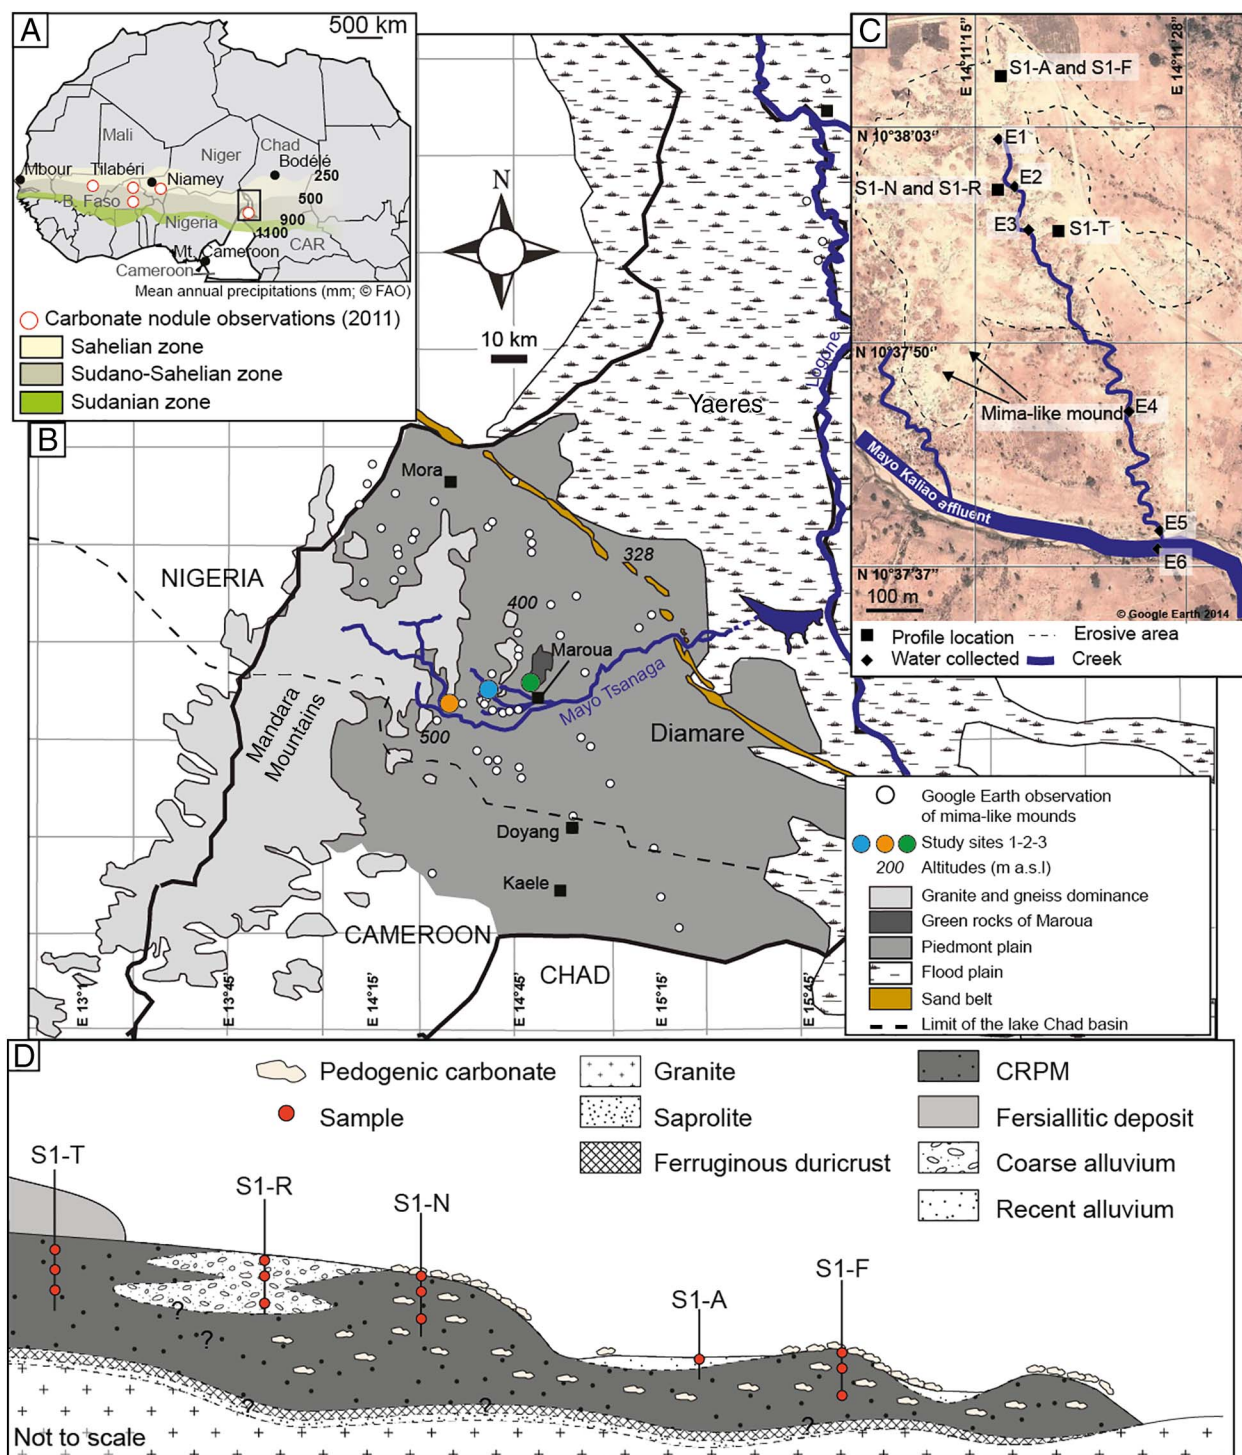 A
500 km
Mali
Niger
Chad
Bodélé
Mbour
Tilabéri
Niamey
250
B. Faso
500
Nigeria
900
1100
CAR
Mt. Cameroon
Cameroon
Mean annual precipitations (mm; © FAO)
Carbonate nodule observations (2011)
Sahelian zone
Sudano-Sahelian zone
Sudanian zone
B
N
10 km
Yaeres
Logone
Mora
NIGERIA
328
400
Maroua
Mayo Tsanaga
Mandara
Mountains
500
Diamare
Doyang
Kaele
CAMEROON
CHAD
E 13°1
E 13°45'
E 14°15'
E 14°45'
E 15°15'
E 15°45'
Google Earth observation
of mima-like mounds
Study sites 1-2-3
200 Altitudes (m a.s.l)
Granite and gneiss dominance
Green rocks of Maroua
Piedmont plain
Flood plain
Sand belt
Limit of the lake Chad basin
C
E 14°11'15"
E 14°11'28"
S1-A and S1-F
N 10°38'03"
E1
E2
S1-N and S1-R
E3
S1-T
N 10°37'50"
Mima-like mound
E4
Mayo Kaliao affluent
E5
E6
N 10°37'37"
100 m
© Google Earth 2014
Profile location
Erosive area
Water collected
Creek
D
Pedogenic carbonate
Granite
CRPM
Sample
Saprolite
Fersiallitic deposit
Ferruginous duricrust
Coarse alluvium
Recent alluvium
S1-T
S1-R
S1-N
S1-A
S1-F
?
?
?
?
?
Not to scale